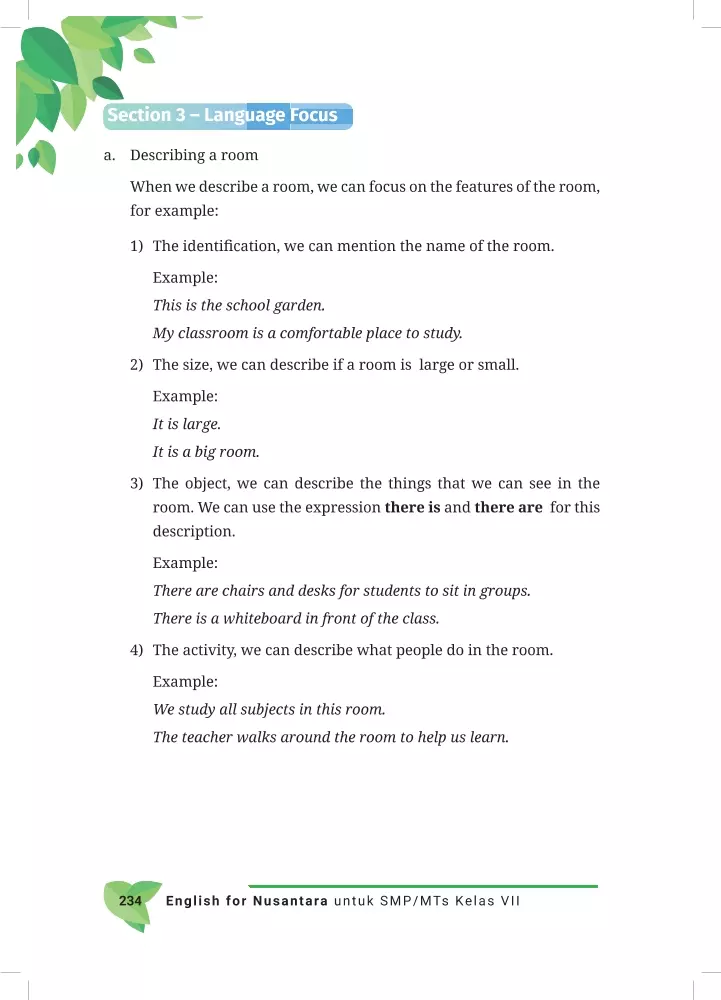 Section 3 – Language Focus
a. Describing a room
When we describe a room, we can focus on the features of the room,
for example:
1) The identification, we can mention the name of the room.
Example:
This is the school garden.
My classroom is a comfortable place to study.
2) The size, we can describe if a room is large or small.
Example:
It is large.
It is a big room.
3) The object, we can describe the things that we can see in the
room. We can use the expression there is and there are for this
description.
Example:
There are chairs and desks for students to sit in groups.
There is a whiteboard in front of the class.
4) The activity, we can describe what people do in the room.
Example:
We study all subjects in this room.
The teacher walks around the room to help us learn.
234 English for Nusantara untuk SMP/MTs Kelas VII